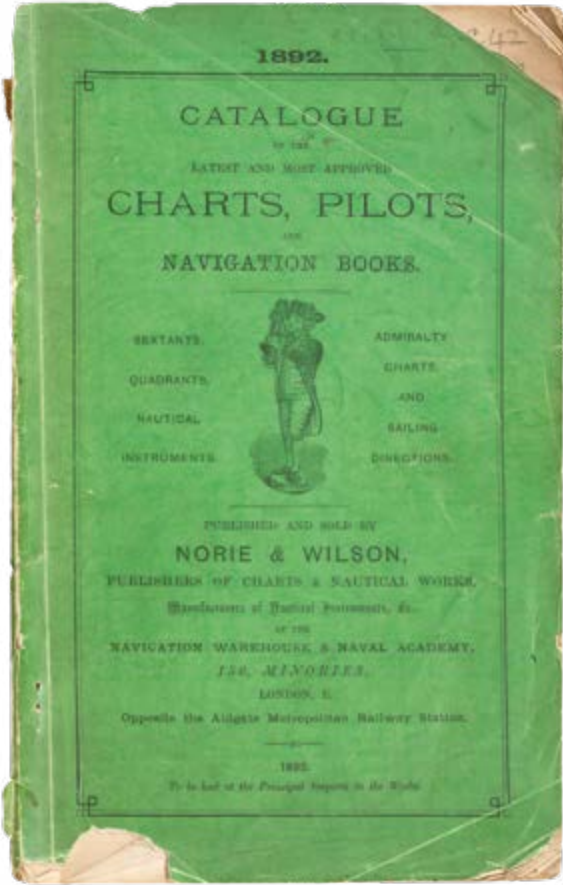 1892.
CATALOGUE
OF THE
LATEST AND MOST APPROVED
CHARTS, PILOTS,
AND
NAVIGATION BOOKS.
SEXTANTS,
QUADRANTS,
NAUTICAL
INSTRUMENTS.
ADMIRALTY
CHARTS,
AND
SAILING
DIRECTIONS.
PUBLISHED AND SOLD BY
NORIE & WILSON,
PUBLISHERS OF CHARTS & NAUTICAL WORKS,
Manufacturers of Nautical Instruments, &c.,
AT THE
NAVIGATION WAREHOUSE & NAVAL ACADEMY,
156, MINORIES,
LONDON, E.
Opposite the Aldgate Metropolitan Railway Station.
1892.
To be had at the Principal Seaports in the World.